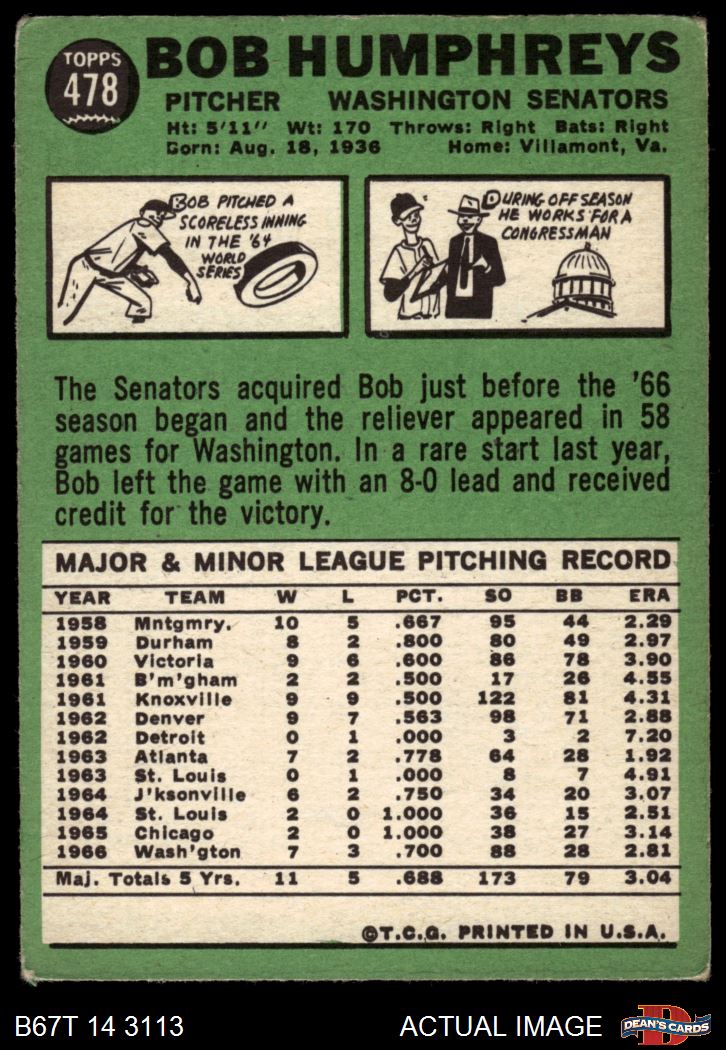 TOPPS
478
BOB HUMPHREYS
PITCHER WASHINGTON SENATORS
Ht: 5'11" Wt: 170 Throws: Right Bats: Right
Born: Aug. 18, 1936 Home: Villamont, Va.
BOB PITCHED A
SCORELESS INNING
IN THE '64
WORLD
SERIES
DURING OFF SEASON
HE WORKS FOR A
CONGRESSMAN
The Senators acquired Bob just before the '66
season began and the reliever appeared in 58
games for Washington. In a rare start last year,
Bob left the game with an 8-0 lead and received
credit for the victory.
MAJOR & MINOR LEAGUE PITCHING RECORD
YEAR TEAM W L PCT. SO BB ERA
1958 Mntgmry. 10 5 .667 95 44 2.29
1959 Durham 8 2 .800 80 49 2.97
1960 Victoria 9 6 .600 86 78 3.90
1961 B'm'gham 2 2 .500 17 26 4.55
1961 Knoxville 9 9 .500 122 81 4.31
1962 Denver 9 7 .563 98 71 2.88
1962 Detroit 0 1 .000 3 2 7.20
1963 Atlanta 7 2 .778 64 28 1.92
1963 St. Louis 0 1 .000 8 7 4.91
1964 J'ksonville 6 2 .750 34 20 3.07
1964 St. Louis 2 0 1.000 36 15 2.51
1965 Chicago 2 0 1.000 38 27 3.14
1966 Wash'gton 7 3 .700 88 28 2.81
Maj. Totals 5 Yrs. 11 5 .688 173 79 3.04
©T.C.G. PRINTED IN U.S.A.
B67T 14 3113 ACTUAL IMAGE
D
DEAN'S CARDS